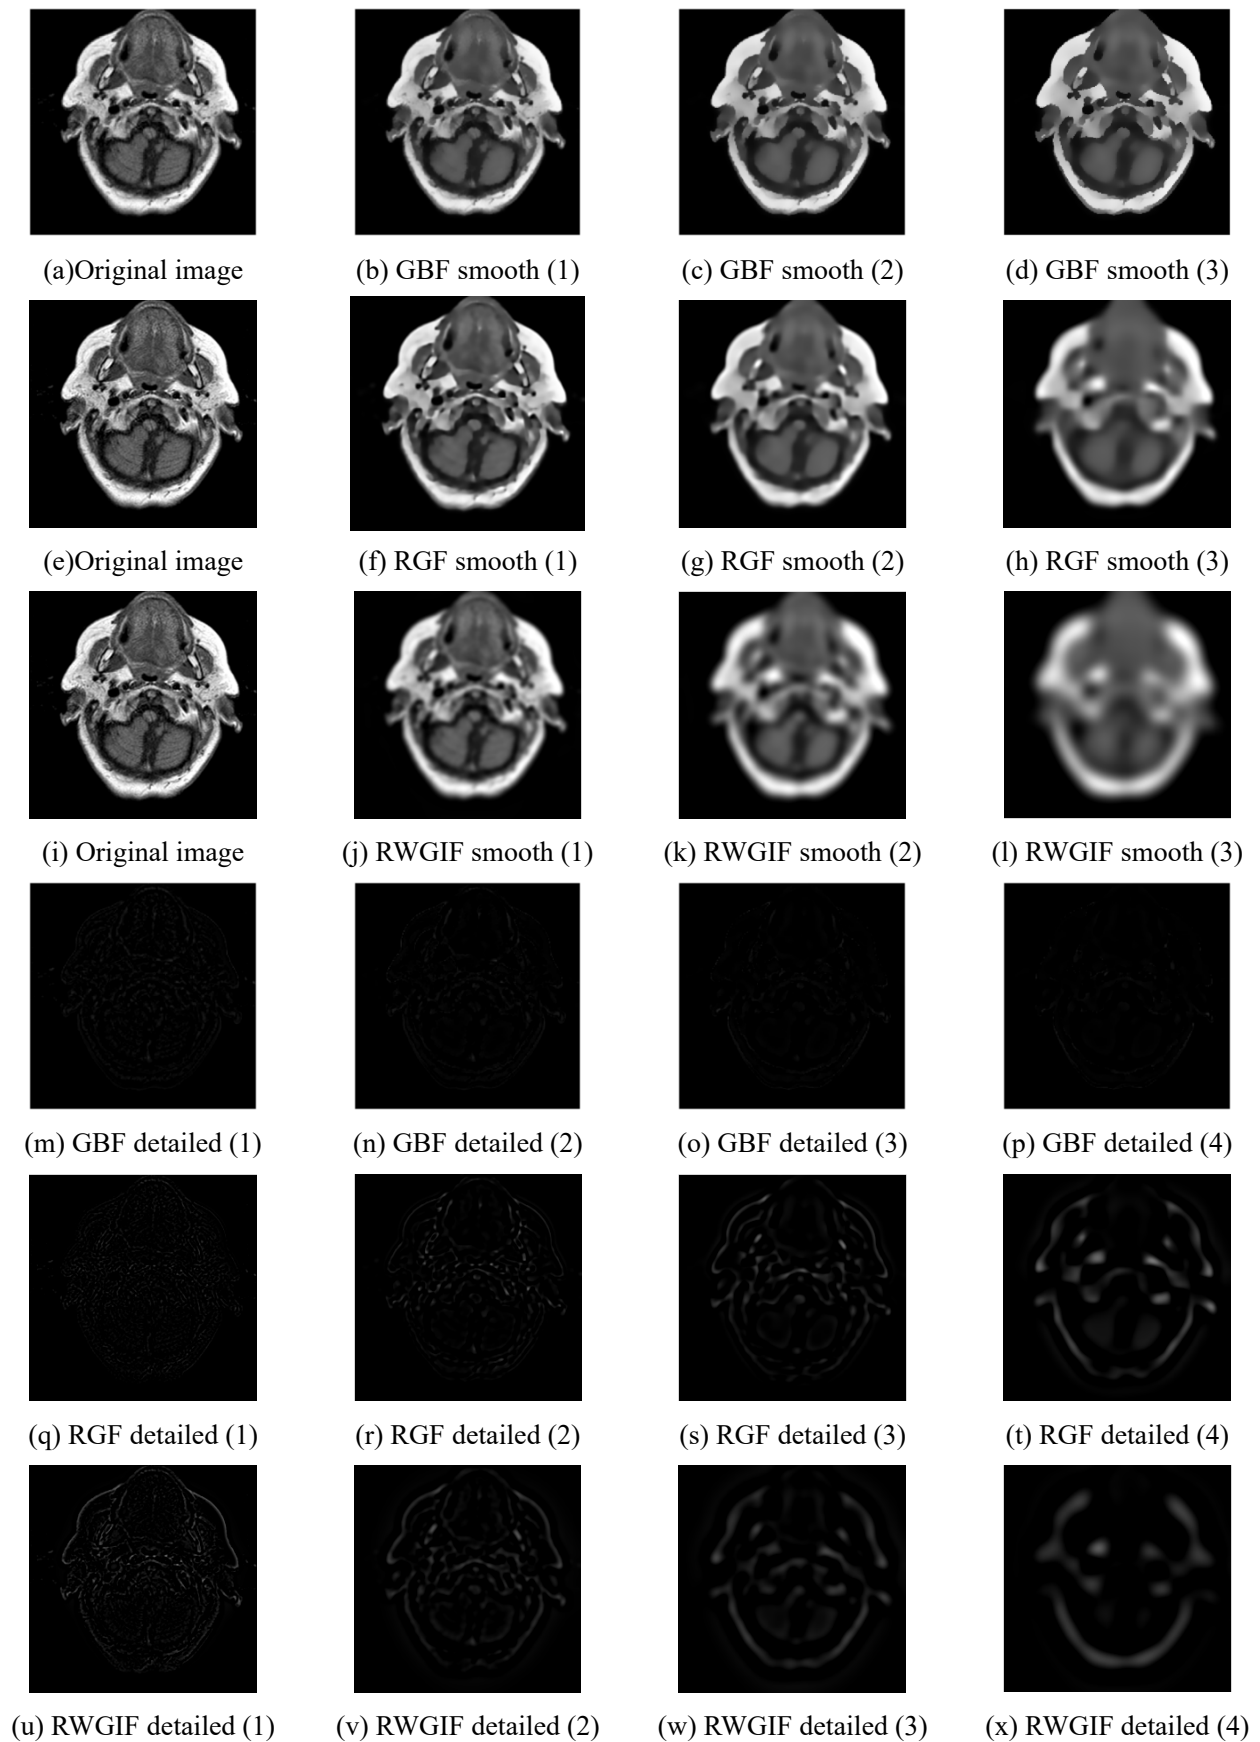 (a)Original image
(b) GBF smooth (1)
(c) GBF smooth (2)
(d) GBF smooth (3)
(e)Original image
(f) RGF smooth (1)
(g) RGF smooth (2)
(h) RGF smooth (3)
(i) Original image
(j) RWGIF smooth (1)
(k) RWGIF smooth (2)
(l) RWGIF smooth (3)
(m) GBF detailed (1)
(n) GBF detailed (2)
(o) GBF detailed (3)
(p) GBF detailed (4)
(q) RGF detailed (1)
(r) RGF detailed (2)
(s) RGF detailed (3)
(t) RGF detailed (4)
(u) RWGIF detailed (1)
(v) RWGIF detailed (2)
(w) RWGIF detailed (3)
(x) RWGIF detailed (4)